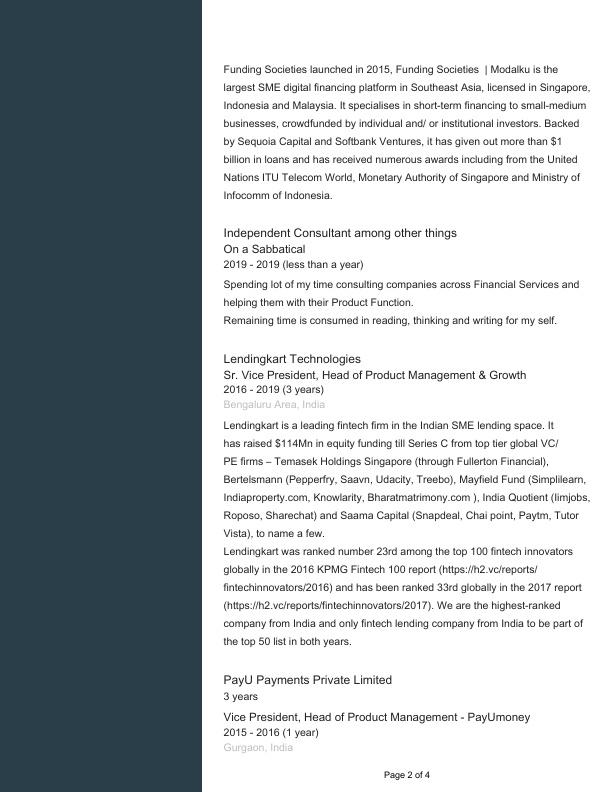 Funding Societies launched in 2015, Funding Societies | Modalku is the
largest SME digital financing platform in Southeast Asia, licensed in Singapore,
Indonesia and Malaysia. It specialises in short-term financing to small-medium
businesses, crowdfunded by individual and/ or institutional investors. Backed
by Sequoia Capital and Softbank Ventures, it has given out more than $1
billion in loans and has received numerous awards including from the United
Nations ITU Telecom World, Monetary Authority of Singapore and Ministry of
Infocomm of Indonesia.
Independent Consultant among other things
On a Sabbatical
2019 - 2019 (less than a year)
Spending lot of my time consulting companies across Financial Services and
helping them with their Product Function.
Remaining time is consumed in reading, thinking and writing for my self.
Lendingkart Technologies
Sr. Vice President, Head of Product Management & Growth
2016 - 2019 (3 years)
Bengaluru Area, India
Lendingkart is a leading fintech firm in the Indian SME lending space. It
has raised $114Mn in equity funding till Series C from top tier global VC/
PE firms – Temasek Holdings Singapore (through Fullerton Financial),
Bertelsmann (Pepperfry, Saavn, Udacity, Treebo), Mayfield Fund (Simplilearn,
Indiaproperty.com, Knowlarity, Bharatmatrimony.com ), India Quotient (Iimjobs,
Roposo, Sharechat) and Saama Capital (Snapdeal, Chai point, Paytm, Tutor
Vista), to name a few.
Lendingkart was ranked number 23rd among the top 100 fintech innovators
globally in the 2016 KPMG Fintech 100 report (https://h2.vc/reports/
fintechinnovators/2016) and has been ranked 33rd globally in the 2017 report
(https://h2.vc/reports/fintechinnovators/2017). We are the highest-ranked
company from India and only fintech lending company from India to be part of
the top 50 list in both years.
PayU Payments Private Limited
3 years
Vice President, Head of Product Management - PayUmoney
2015 - 2016 (1 year)
Gurgaon, India
Page 2 of 4